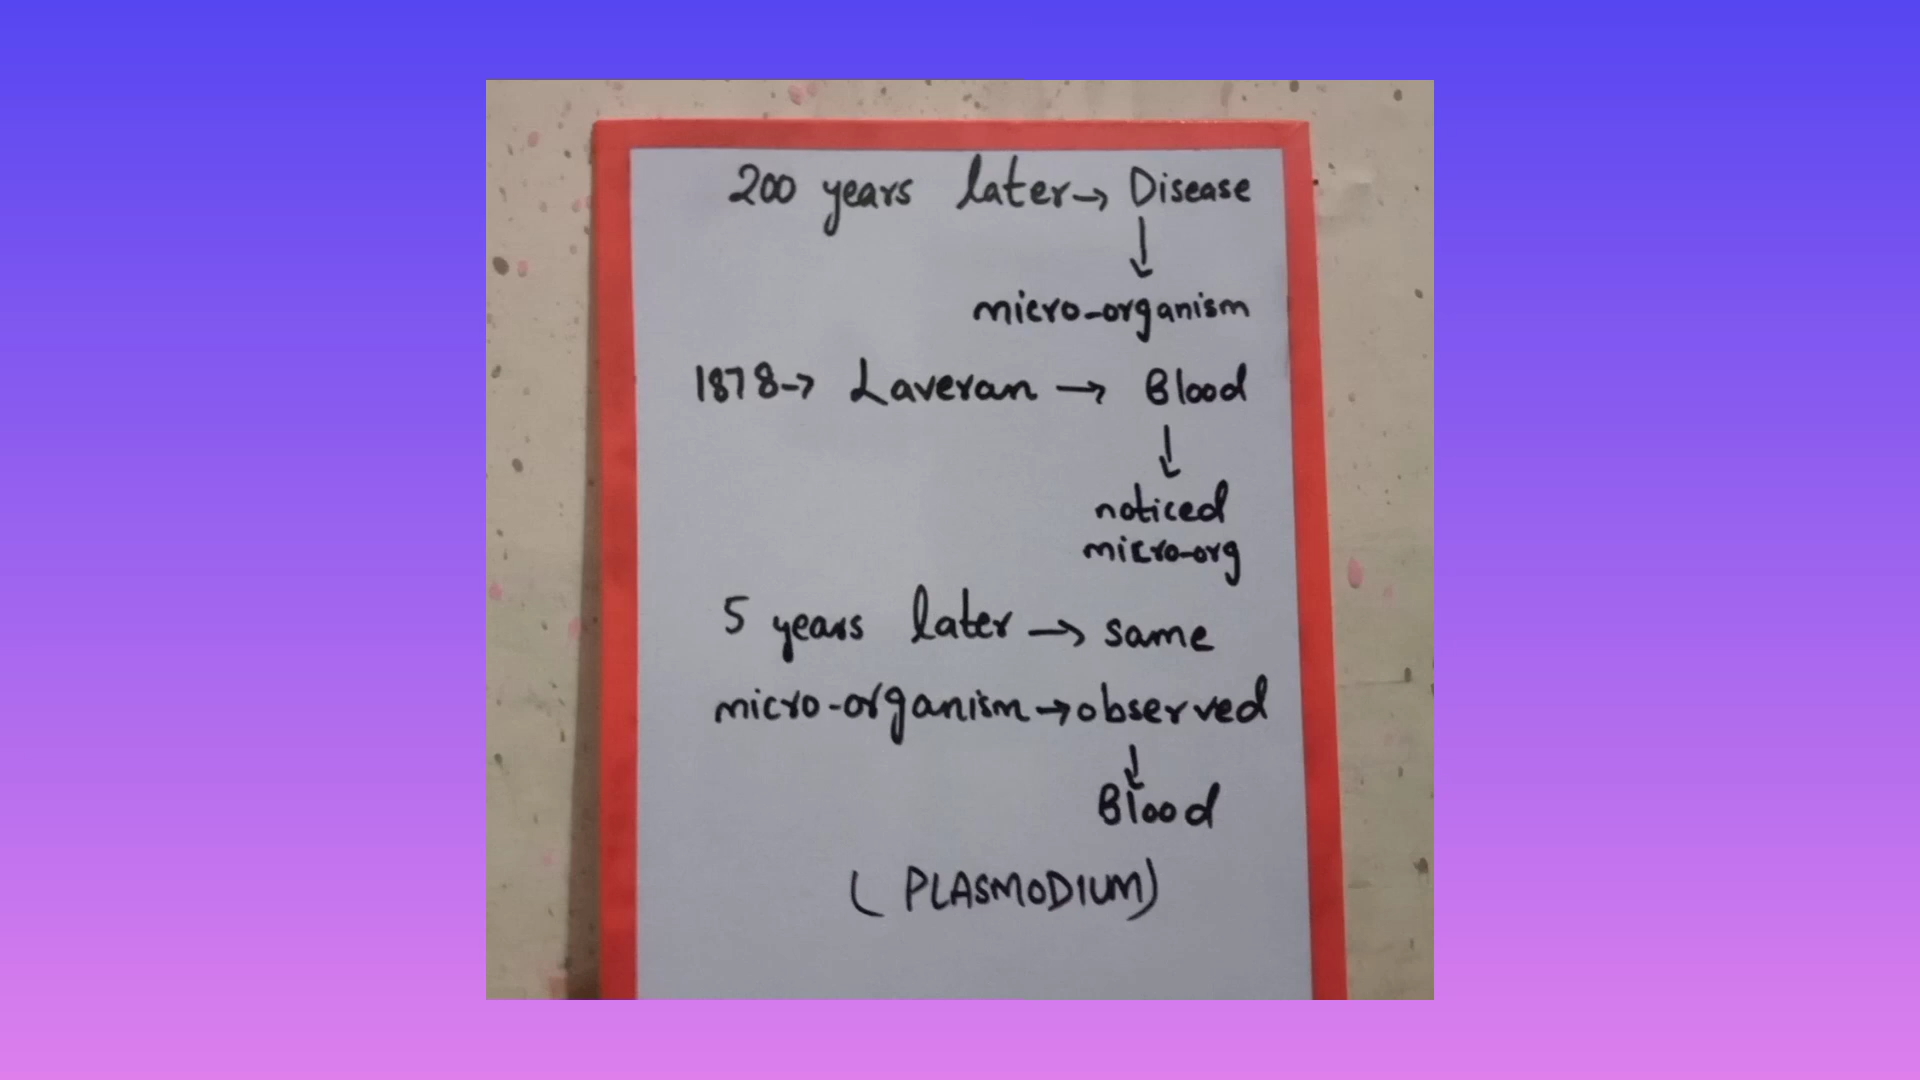 200 years later → Disease
↓
micro-organism
1878 → Laveran → Blood
↓
noticed
micro-org
5 years later → same
micro-organism → observed
↓
Blood
( PLASMODIUM)